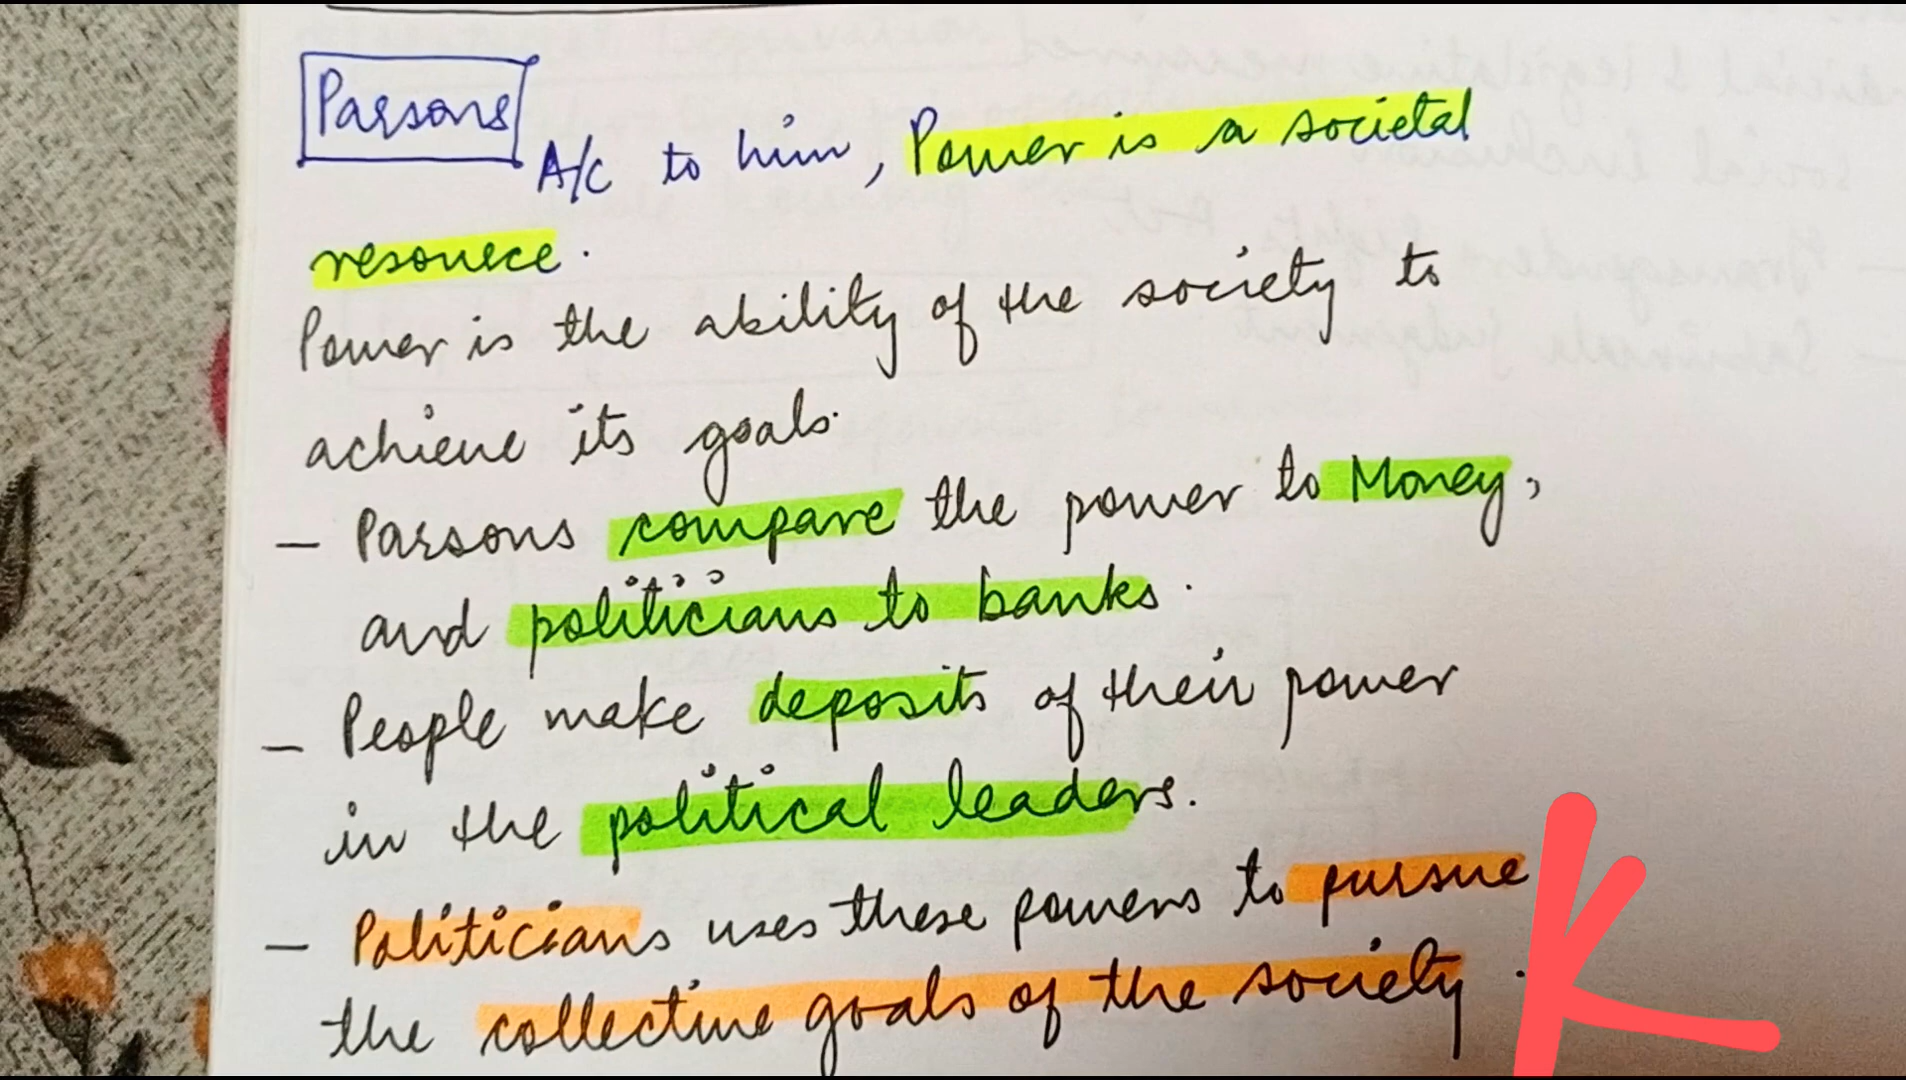 Parsons
A/c to him, Power is a societal
resource.
Power is the ability of the society to
achieve its goals.
– Parsons compare the power to Money,
and politicians to banks.
– People make deposits of their power
in the political leaders.
– Politicians uses these powers to pursue
the collective goals of the society.
K